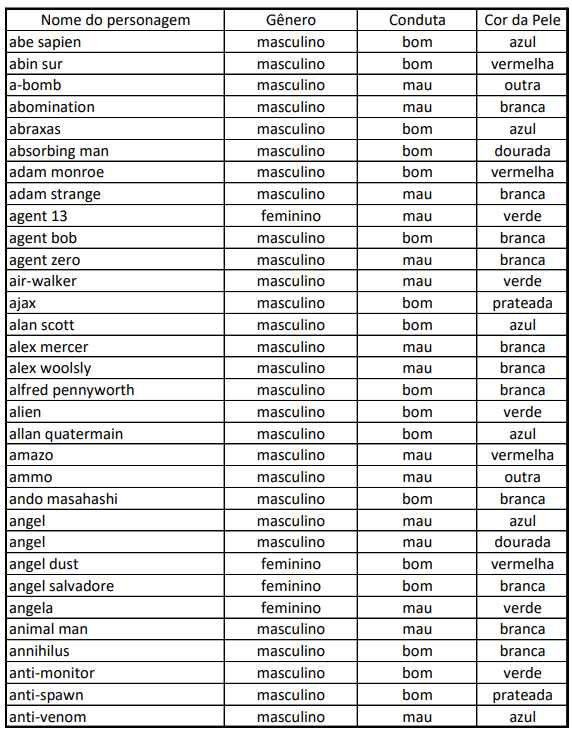 Nome do personagem Gênero Conduta Cor da Pele
abe sapien masculino bom azul
abin sur masculino bom vermelha
a-bomb masculino mau outra
abomination masculino mau branca
abraxas masculino bom azul
absorbing man masculino bom dourada
adam monroe masculino bom vermelha
adam strange masculino mau branca
agent 13 feminino mau verde
agent bob masculino bom branca
agent zero masculino mau branca
air-walker masculino mau verde
ajax masculino bom prateada
alan scott masculino bom azul
alex mercer masculino mau branca
alex woolsly masculino mau branca
alfred pennyworth masculino bom branca
alien masculino bom verde
allan quatermain masculino bom azul
amazo masculino mau vermelha
ammo masculino mau outra
ando masahashi masculino bom branca
angel masculino mau azul
angel masculino mau dourada
angel dust feminino bom vermelha
angel salvadore feminino bom branca
angela feminino mau verde
animal man masculino mau branca
annihilus masculino bom branca
anti-monitor masculino bom verde
anti-spawn masculino bom prateada
anti-venom masculino mau azul